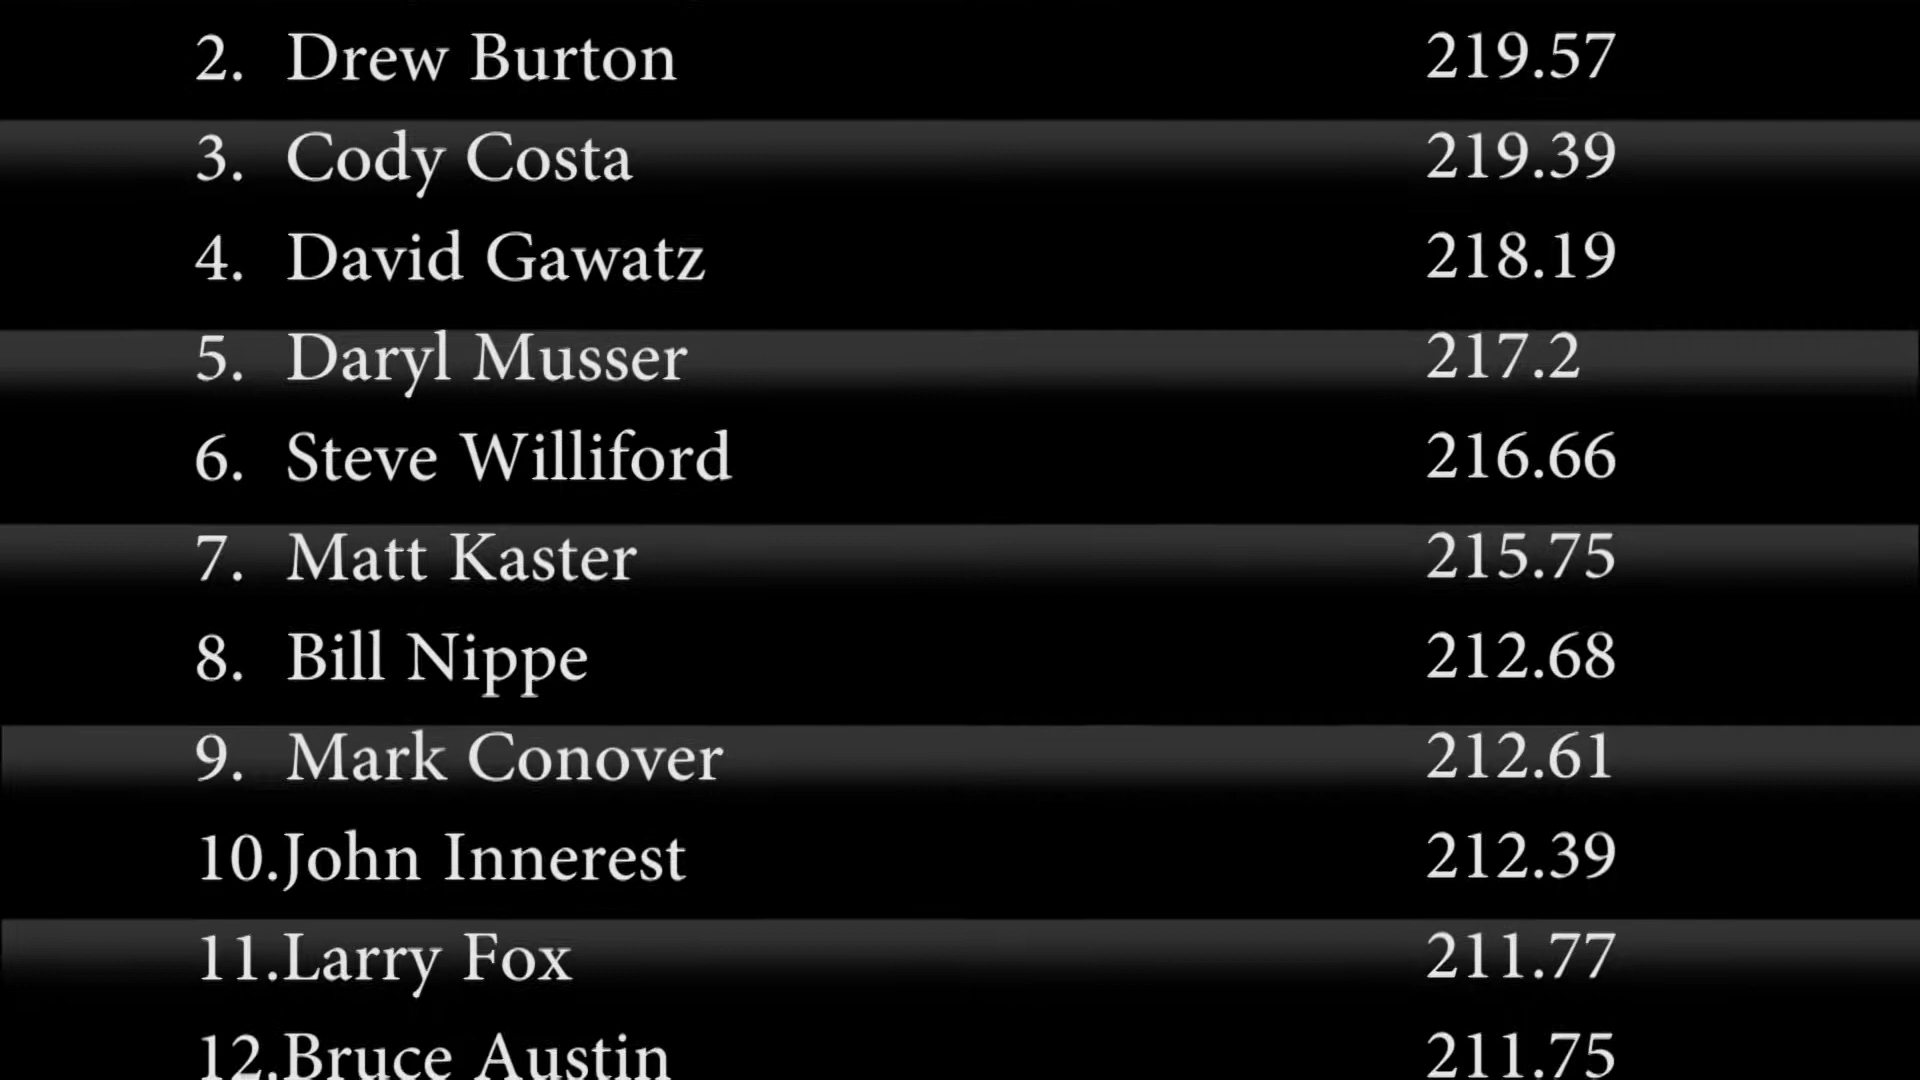 2. Drew Burton 219.57
3. Cody Costa 219.39
4. David Gawatz 218.19
5. Daryl Musser 217.2
6. Steve Williford 216.66
7. Matt Kaster 215.75
8. Bill Nippe 212.68
9. Mark Conover 212.61
10.John Innerest 212.39
11.Larry Fox 211.77
12.Bruce Austin 211.75